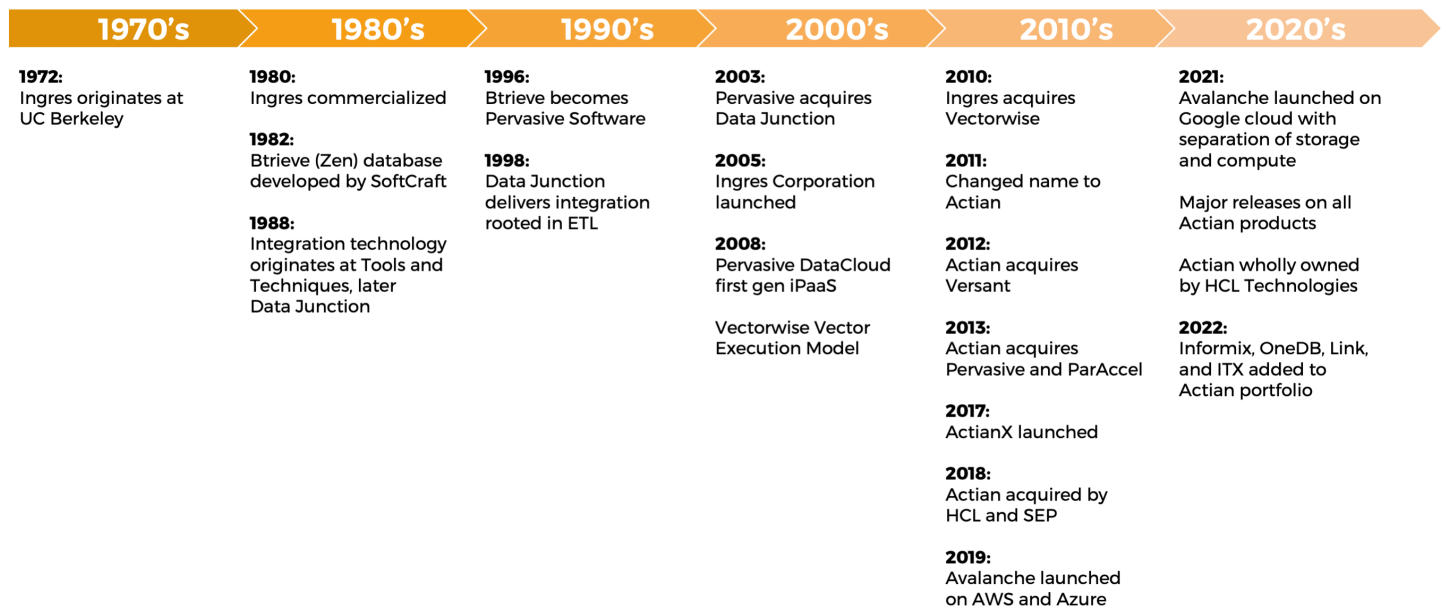 1970's
1980's
1990's
2000's
2010's
2020's
1972:
Ingres originates at
UC Berkeley
1980:
Ingres commercialized
1982:
Btrieve (Zen) database
developed by SoftCraft
1988:
Integration technology
originates at Tools and
Techniques, later
Data Junction
1996:
Btrieve becomes
Pervasive Software
1998:
Data Junction
delivers integration
rooted in ETL
2003:
Pervasive acquires
Data Junction
2005:
Ingres Corporation
launched
2008:
Pervasive DataCloud
first gen iPaaS
Vectorwise Vector
Execution Model
2010:
Ingres acquires
Vectorwise
2011:
Changed name to
Actian
2012:
Actian acquires
Versant
2013:
Actian acquires
Pervasive and ParAccel
2017:
ActianX launched
2018:
Actian acquired by
HCL and SEP
2019:
Avalanche launched
on AWS and Azure
2021:
Avalanche launched on
Google cloud with
separation of storage
and compute
Major releases on all
Actian products
Actian wholly owned
by HCL Technologies
2022:
Informix, OneDB, Link,
and ITX added to
Actian portfolio